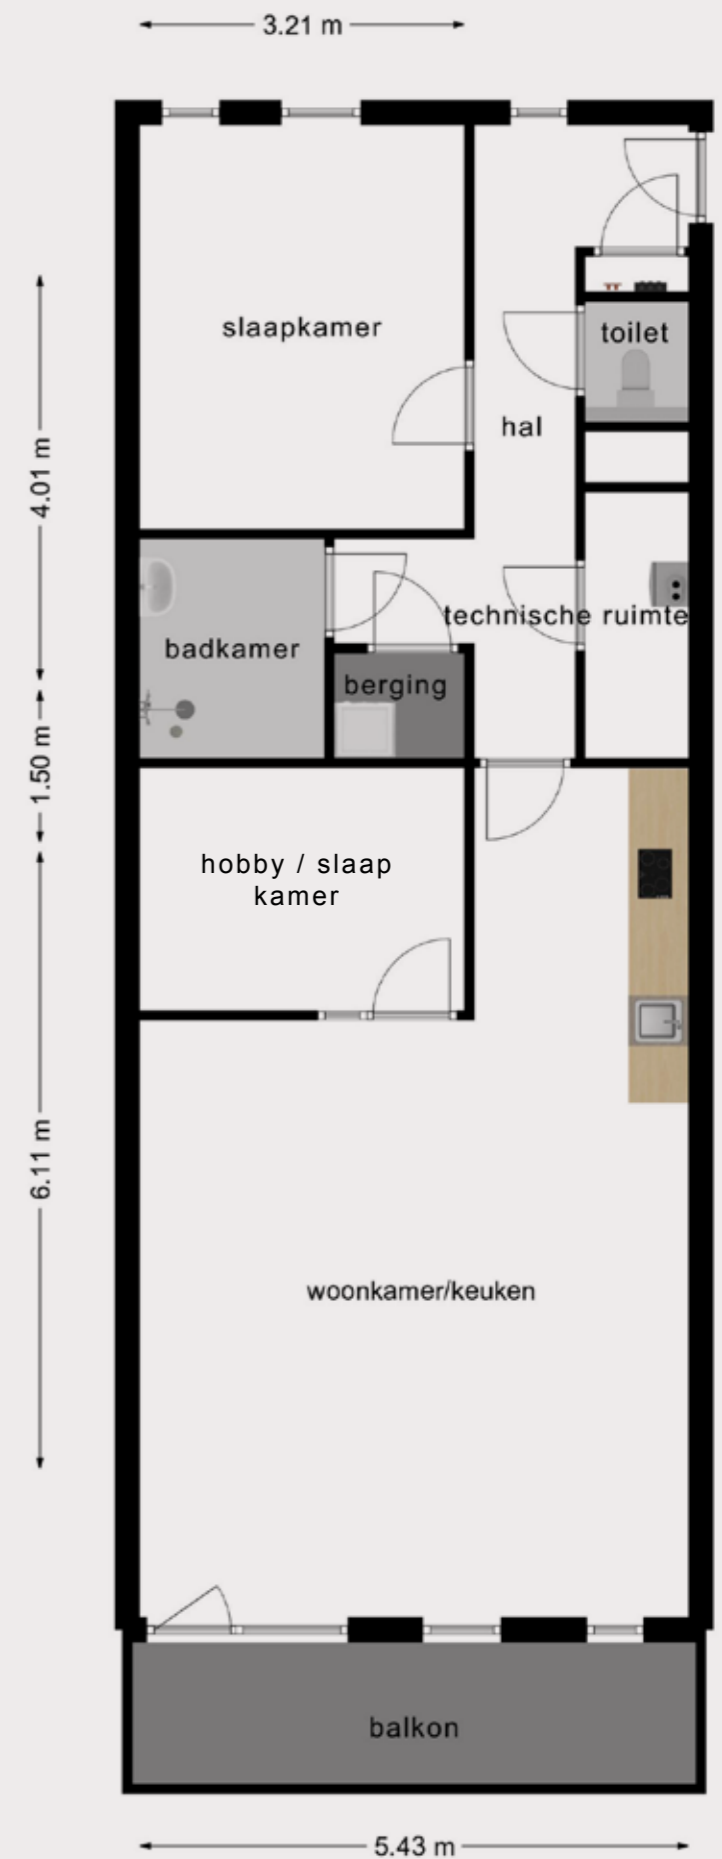 3.21 m
slaapkamer
toilet
hal
4.01 m
technische ruimte
badkamer
berging
1.50 m
hobby / slaap
kamer
6.11 m
woonkamer/keuken
balkon
5.43 m